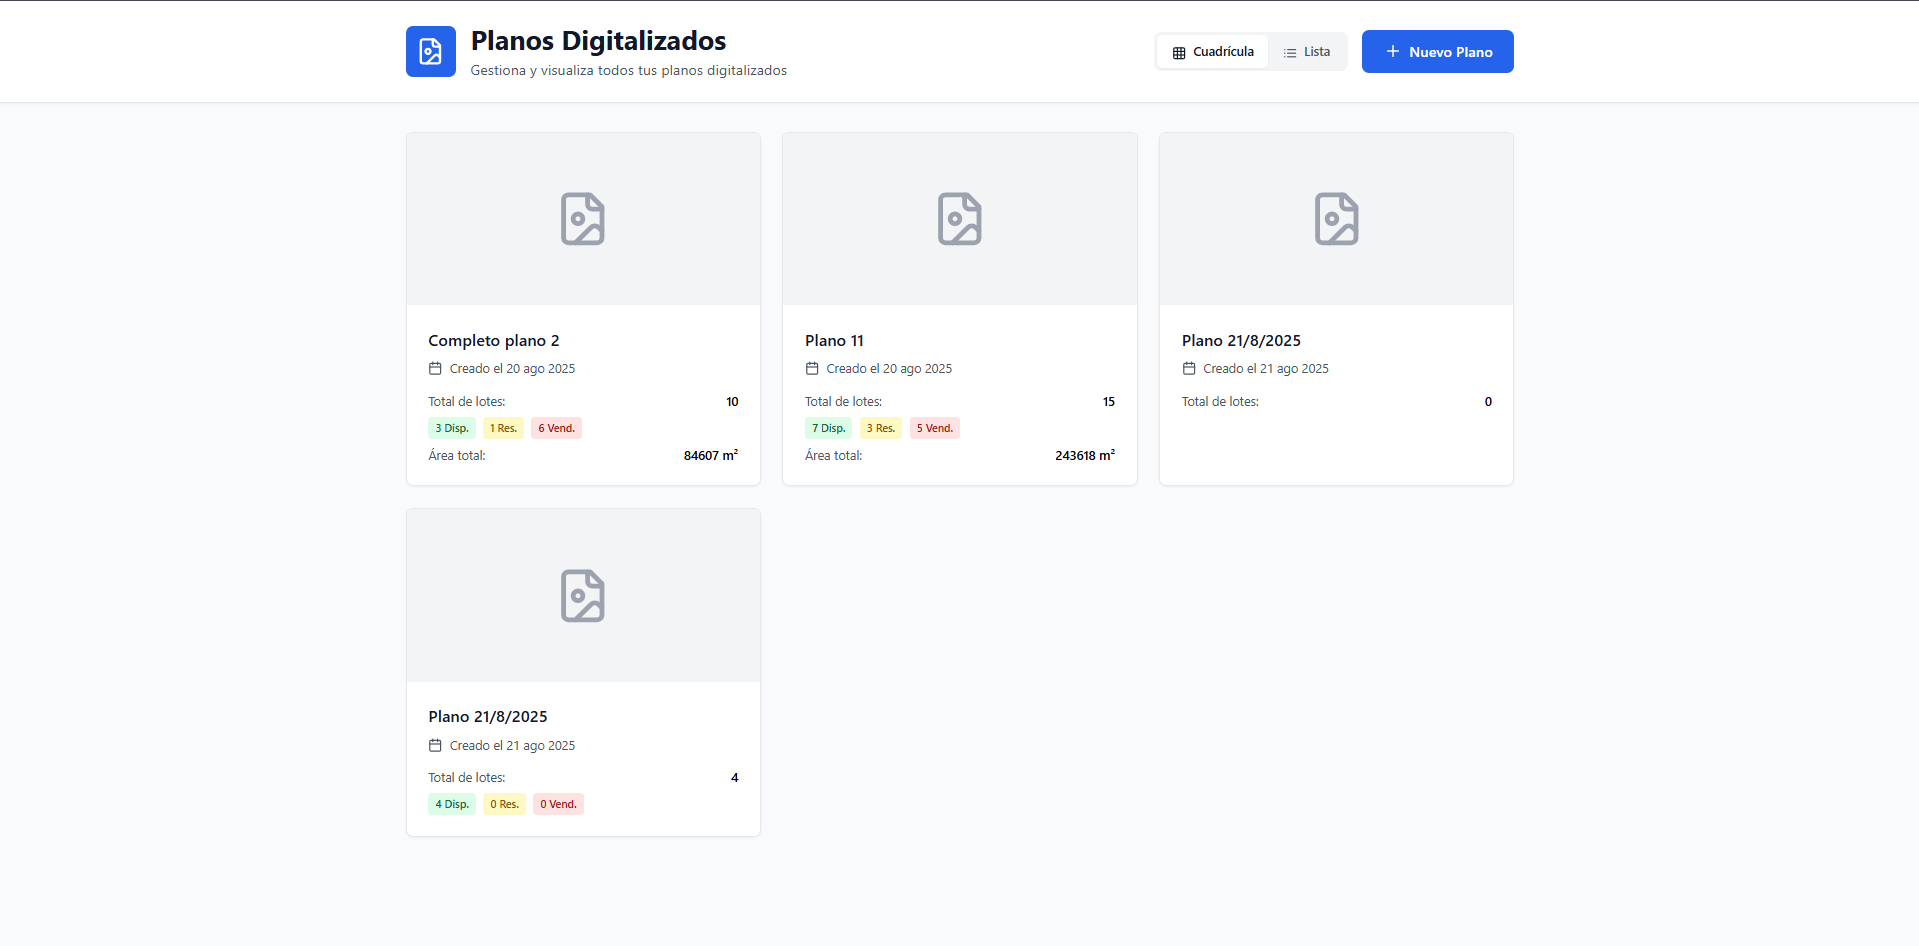 Planos Digitalizados
Gestiona y visualiza todos tus planos digitalizados
Cuadrícula
Lista
Nuevo Plano
Completo plano 2
Creado el 20 ago 2025
Total de lotes: 10
3 Disp. 1 Res. 6 Vend.
Área total: 84607 m²
Plano 11
Creado el 20 ago 2025
Total de lotes: 15
7 Disp. 3 Res. 5 Vend.
Área total: 243618 m²
Plano 21/8/2025
Creado el 21 ago 2025
Total de lotes: 0
Plano 21/8/2025
Creado el 21 ago 2025
Total de lotes: 4
4 Disp. 0 Res. 0 Vend.